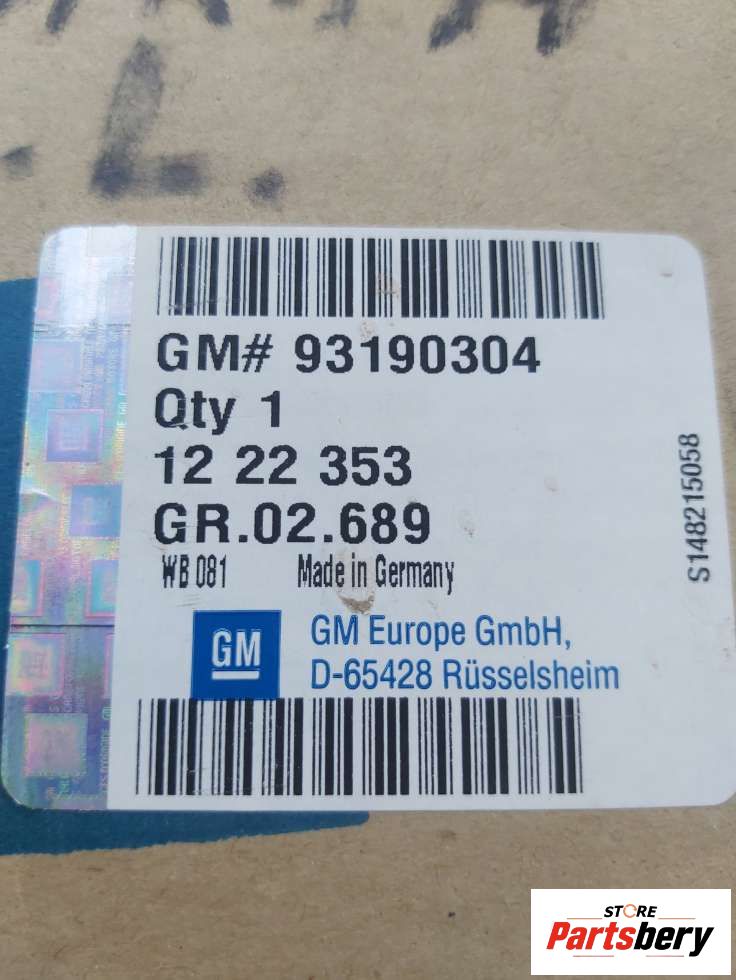 L.
GM# 93190304
Qty 1
12 22 353
GR.02.689
WB 081 Made in Germany
GM
GM Europe GmbH,
D-65428 Rüsselsheim
S148215058
STORE
Partsbery